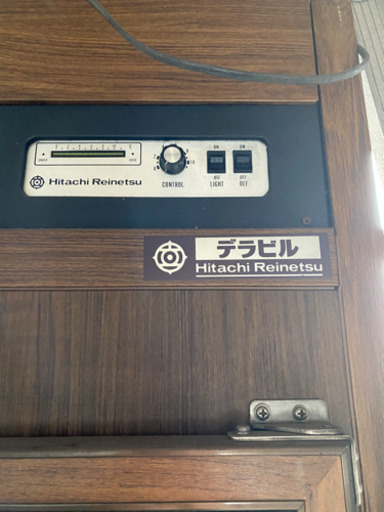 ON ON
Hitachi Reinetsu
CONTROL
OFF OFF
LIGHT DEF
デラビル
Hitachi Reinetsu